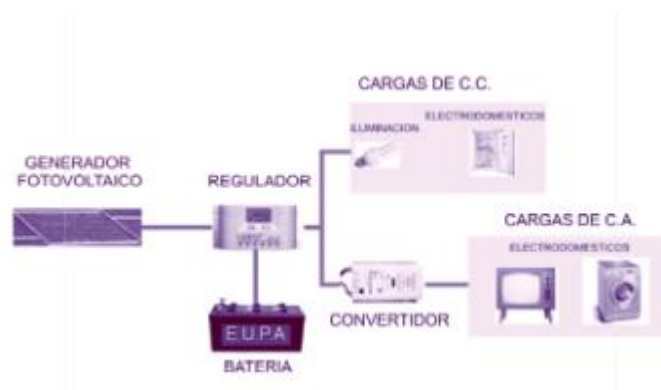 CARGAS DE C.C.
ELECTRODOMESTICOS
ILUMINACION
GENERADOR
FOTOVOLTAICO
REGULADOR
CARGAS DE C.A.
ELECTRODOMESTICOS
CONVERTIDOR
E.U.P.A
BATERIA